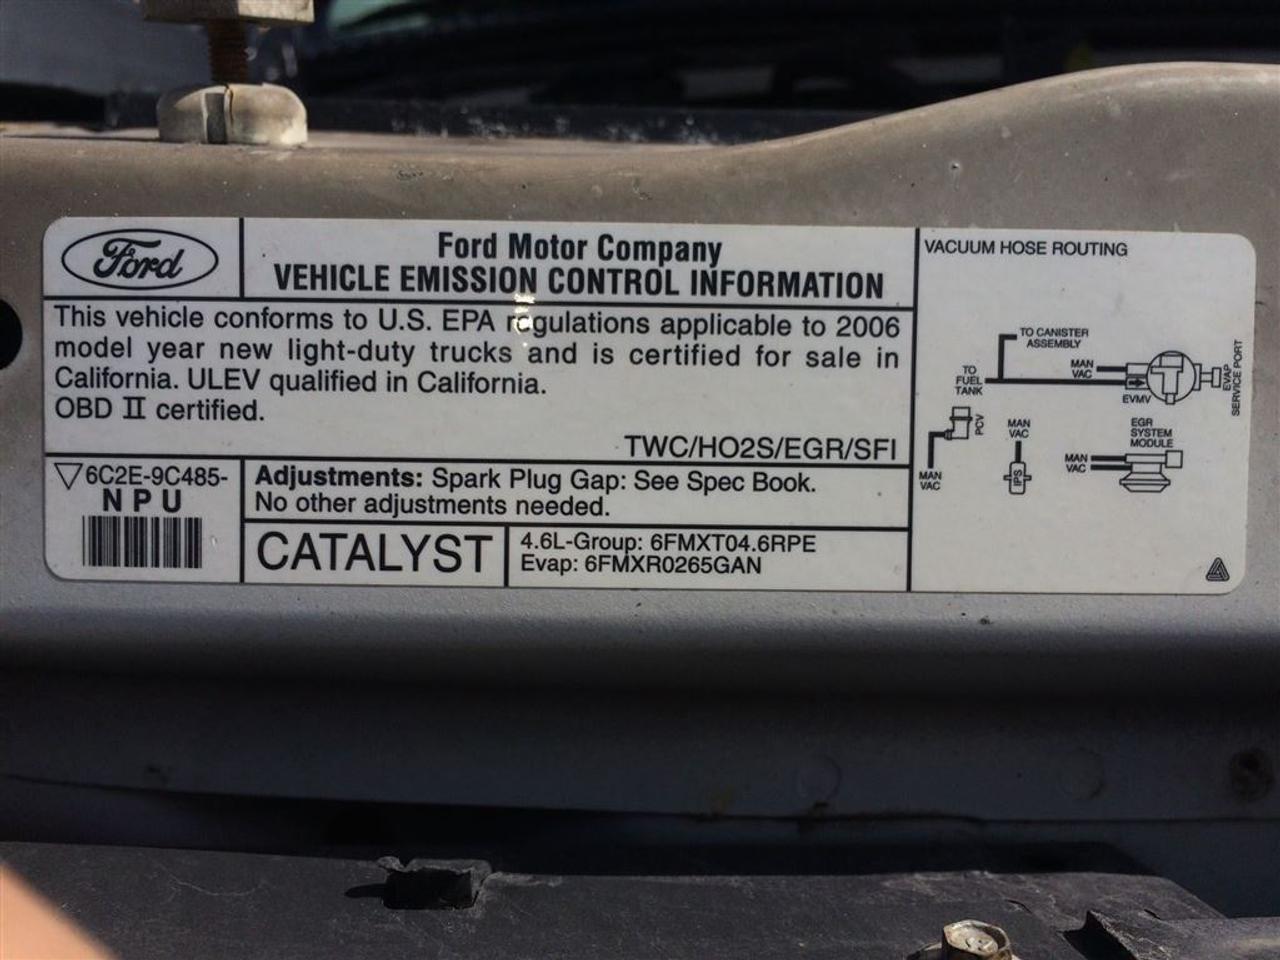 Ford
Ford Motor Company
VEHICLE EMISSION CONTROL INFORMATION
This vehicle conforms to U.S. EPA regulations applicable to 2006
model year new light-duty trucks and is certified for sale in
California. ULEV qualified in California.
OBD II certified.
TWC/HO2S/EGR/SFI
6C2E-9C485-
NPU
Adjustments: Spark Plug Gap: See Spec Book.
No other adjustments needed.
CATALYST
4.6L-Group: 6FMXT04.6RPE
Evap: 6FMXR0265GAN
VACUUM HOSE ROUTING
TO CANISTER
ASSEMBLY
TO
FUEL
TANK
MAN
VAC
EVMV
EVAP
SERVICE PORT
PCV
MAN
VAC
MAN
VAC
IPS
EGR
SYSTEM
MODULE
MAN
VAC